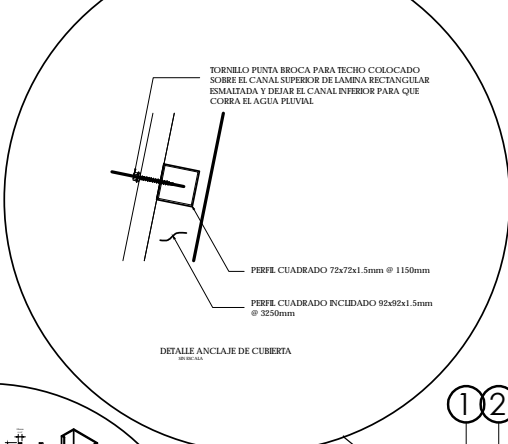 TORNILLO PUNTA BROCA PARA TECHO COLOCADO
SOBRE EL CANAL SUPERIOR DE LAMINA RECTANGULAR
ESMALTADA Y DEJAR EL CANAL INFERIOR PARA QUE
CORRA EL AGUA PLUVIAL
PERFIL CUADRADO 72x72x1.5mm @ 1150mm
PERFIL CUADRADO INCLIDADO 92x92x1.5mm
@ 3250mm
DETALLE ANCLAJE DE CUBIERTA
SIN ESCALA
1 2